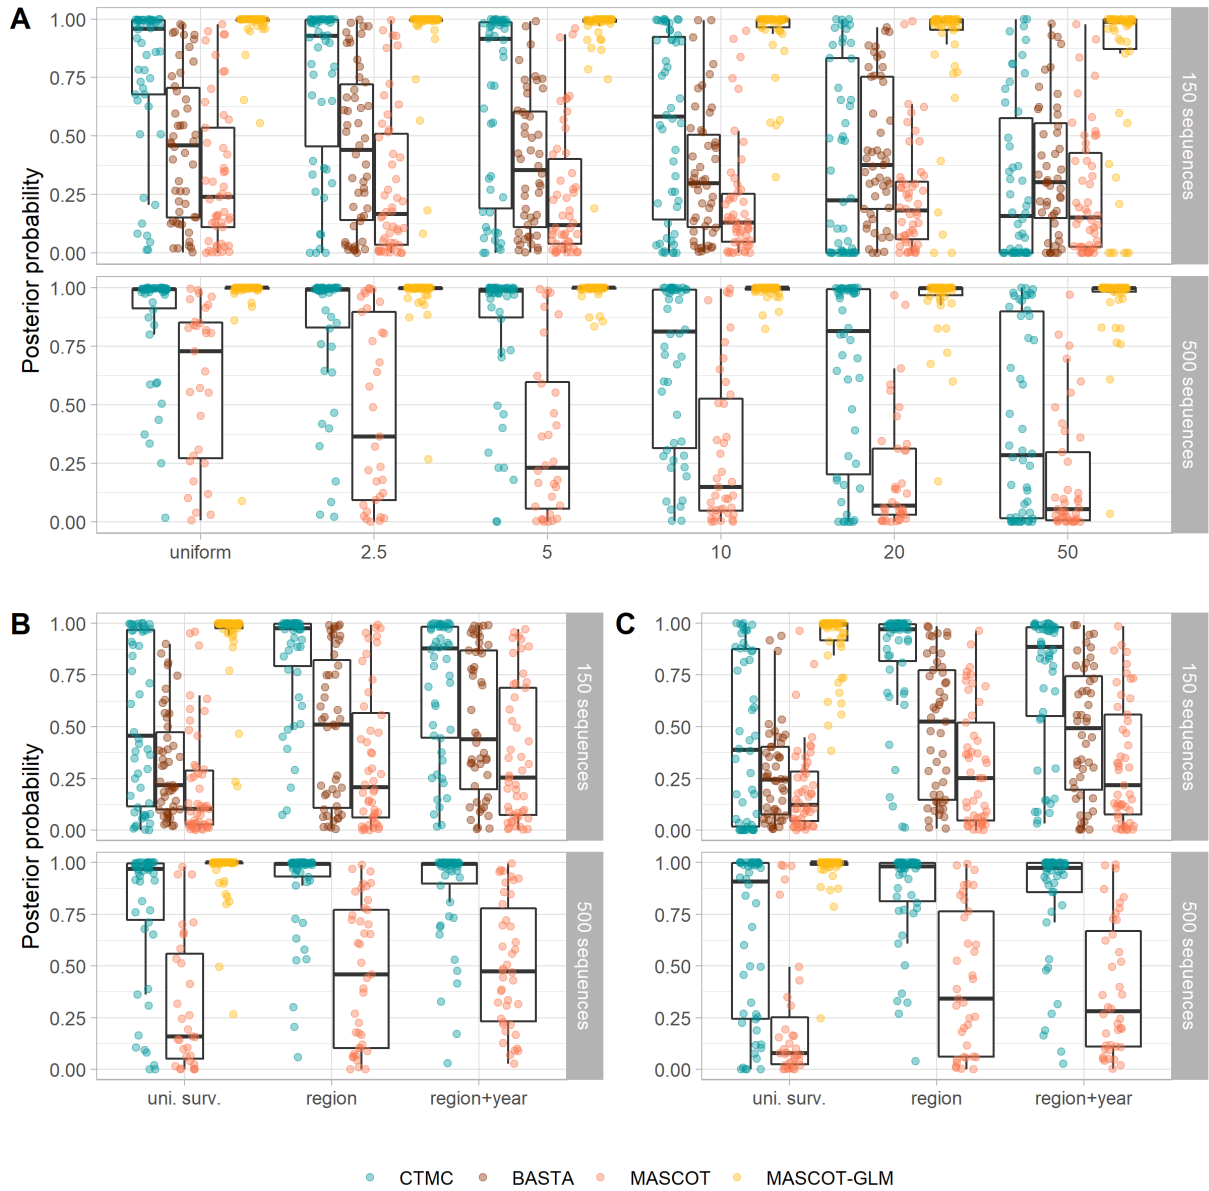 A
Posterior probability
1.00
0.75
0.50
0.25
0.00
150 sequences
1.00
0.75
0.50
0.25
0.00
500 sequences
uniform 2.5 5 10 20 50
B
Posterior probability
1.00
0.75
0.50
0.25
0.00
150 sequences
1.00
0.75
0.50
0.25
0.00
500 sequences
uni. surv. region region+year
C
1.00
0.75
0.50
0.25
0.00
150 sequences
1.00
0.75
0.50
0.25
0.00
500 sequences
uni. surv. region region+year
CTMC BASTA MASCOT MASCOT-GLM